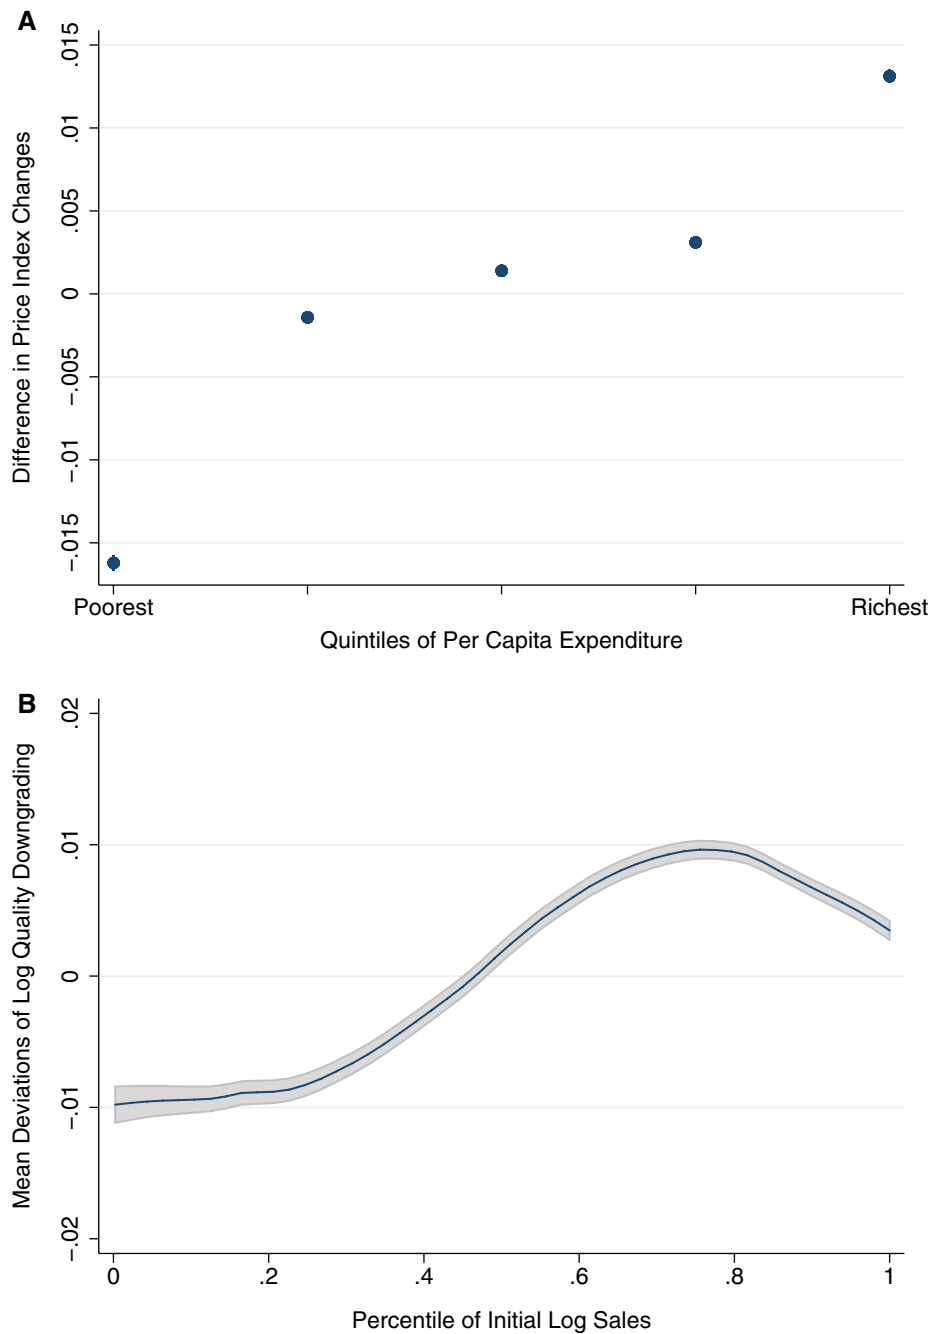 A
Difference in Price Index Changes
.015
.01
.005
0
−.005
−.01
−.015
Poorest
Richest
Quintiles of Per Capita Expenditure
B
Mean Deviations of Log Quality Downgrading
.02
.01
0
−.01
−.02
0
.2
.4
.6
.8
1
Percentile of Initial Log Sales